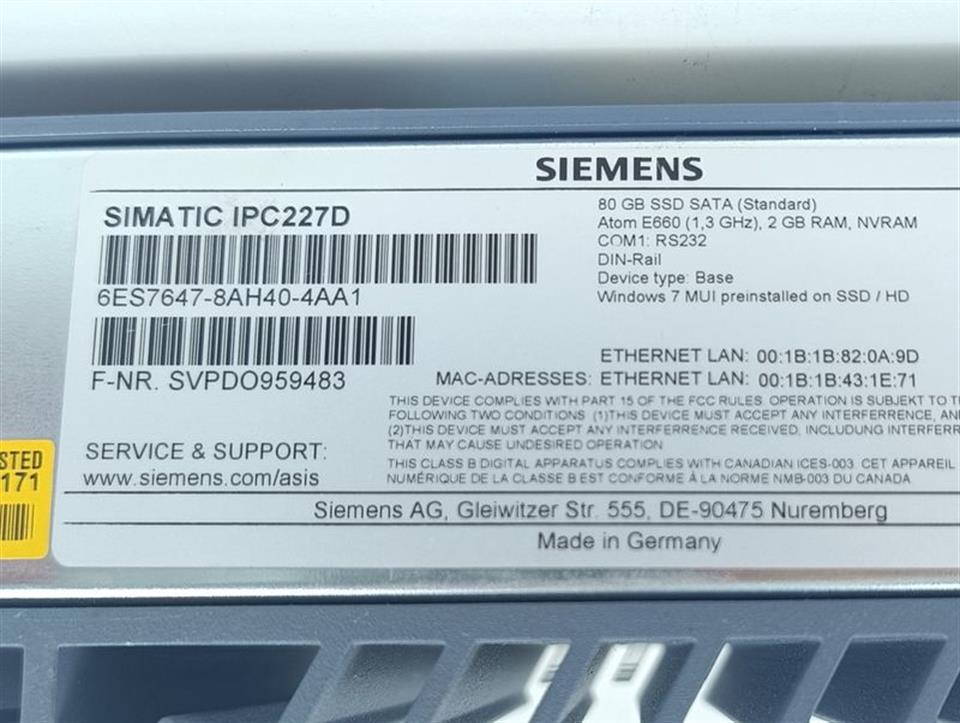 SIEMENS
SIMATIC IPC227D
80 GB SSD SATA (Standard)
Atom E660 (1,3 GHz), 2 GB RAM, NVRAM
COM1: RS232
DIN-Rail
Device type: Base
Windows 7 MUI preinstalled on SSD / HD
6ES7647-8AH40-4AA1
F-NR. SVPDO959483
ETHERNET LAN: 00:1B:1B:82:0A:9D
MAC-ADRESSES: ETHERNET LAN: 00:1B:1B:43:1E:71
THIS DEVICE COMPLIES WITH PART 15 OF THE FCC RULES. OPERATION IS SUBJEKT TO
FOLLOWING TWO CONDITIONS (1)THIS DEVICE MUST ACCEPT ANY INTERFERRENCE,
(2)THIS DEVICE MUST ACCEPT ANY INTERFERRENCE RECEIVED, INCLUDUNG
THAT MAY CAUSE UNDESIRED OPERATION
THIS CLASS B DIGITAL APPARATUS COMPLIES WITH CANADIAN ICES-003. CET APPAREIL
NUMÉRIQUE DE LA CLASSE B EST CONFORME À LA NORME NMB-003 DU CANADA
SERVICE & SUPPORT:
www.siemens.com/asis
STED
171
Siemens AG, Gleiwitzer Str. 555, DE-90475 Nuremberg
Made in Germany